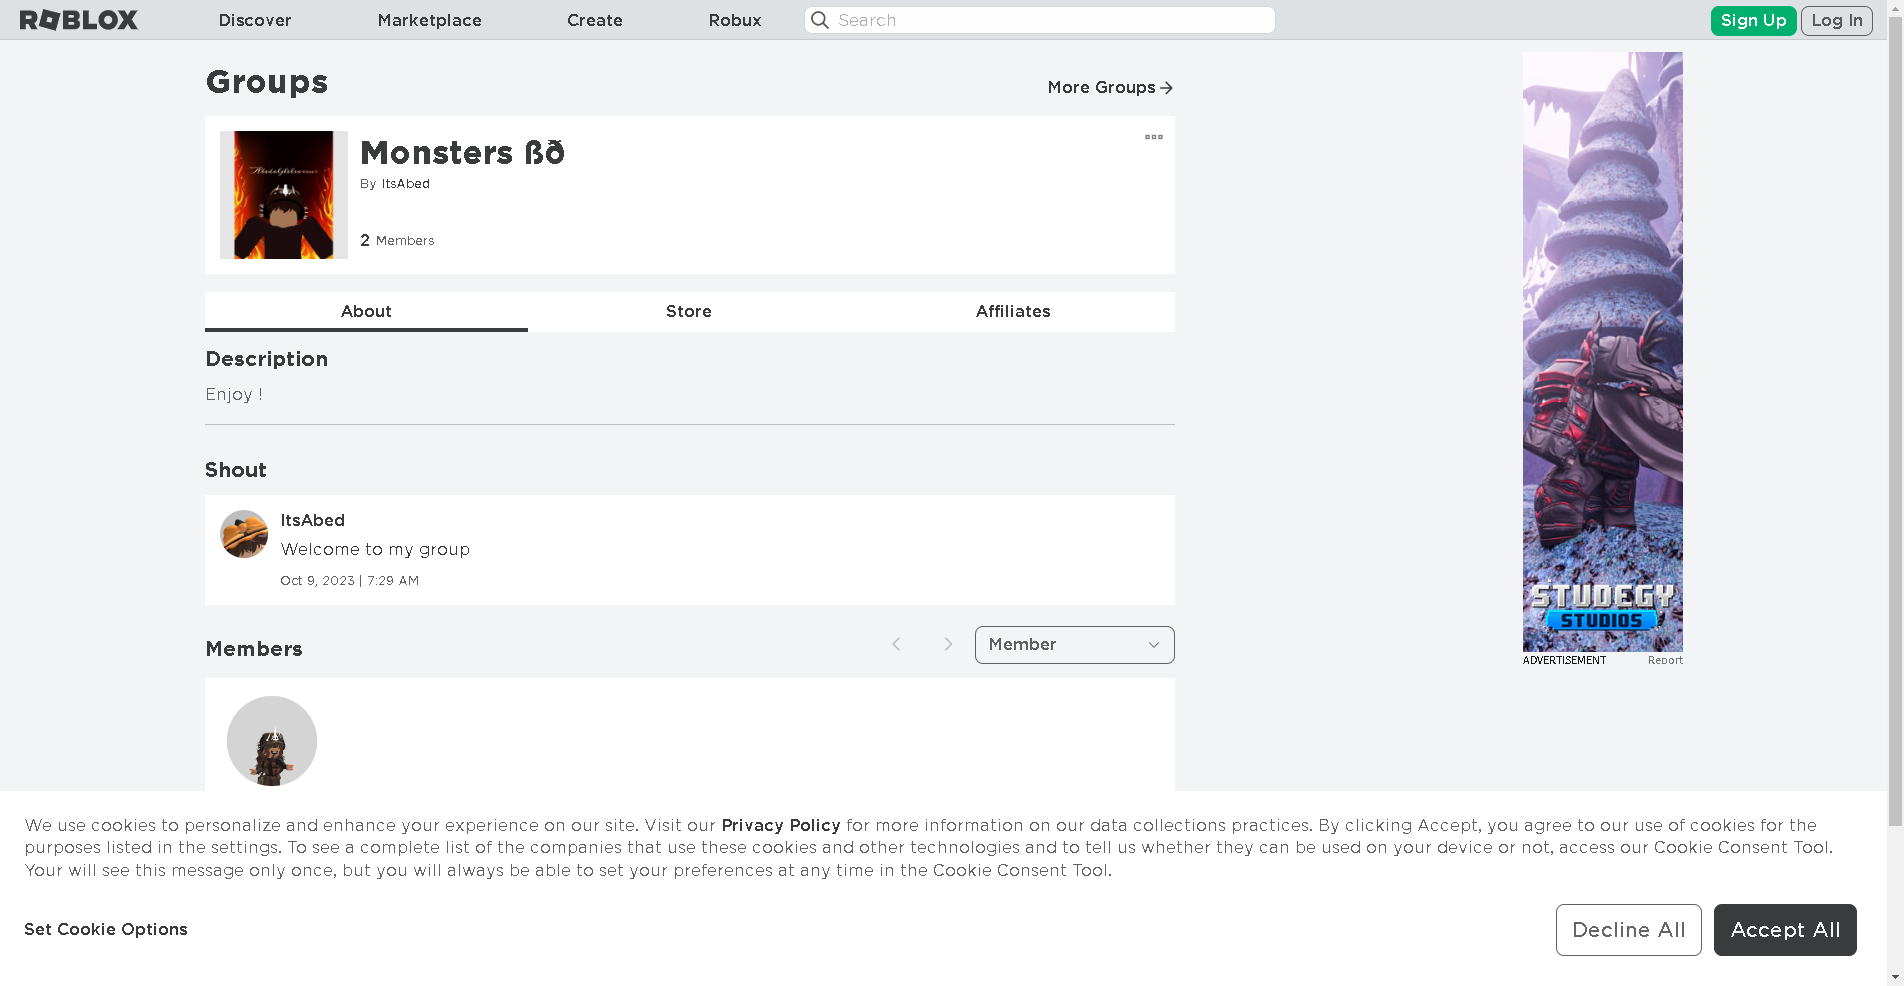 ROBLOX
Discover
Marketplace
Create
Robux
Search
Sign Up
Log In
Groups
More Groups
Monsters ßð
By ItsAbed
2 Members
About
Store
Affiliates
Description
Enjoy !
Shout
ItsAbed
Welcome to my group
Oct 9, 2023 | 7:29 AM
Members
Member
STUDEGY
STUDIOS
ADVERTISEMENT
Report
We use cookies to personalize and enhance your experience on our site. Visit our Privacy Policy for more information on our data collections practices. By clicking Accept, you agree to our use of cookies for the
purposes listed in the settings. To see a complete list of the companies that use these cookies and other technologies and to tell us whether they can be used on your device or not, access our Cookie Consent Tool.
Your will see this message only once, but you will always be able to set your preferences at any time in the Cookie Consent Tool.
Set Cookie Options
Decline All
Accept All